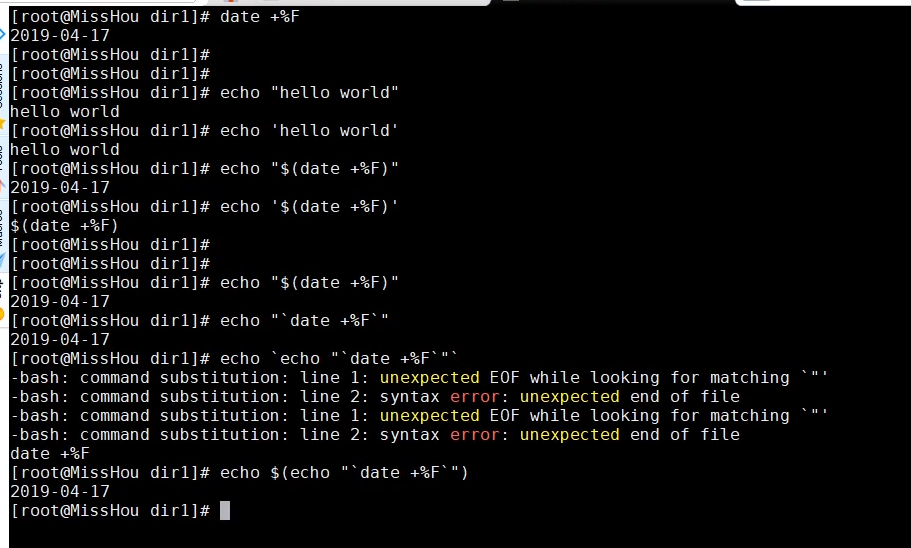 [root@MissHou dir1]# date +%F
2019-04-17
[root@MissHou dir1]#
[root@MissHou dir1]#
[root@MissHou dir1]# echo "hello world"
hello world
[root@MissHou dir1]# echo 'hello world'
hello world
[root@MissHou dir1]# echo "$(date +%F)"
2019-04-17
[root@MissHou dir1]# echo '$(date +%F)'
$(date +%F)
[root@MissHou dir1]#
[root@MissHou dir1]#
[root@MissHou dir1]# echo "$(date +%F)"
2019-04-17
[root@MissHou dir1]# echo "`date +%F`"
2019-04-17
[root@MissHou dir1]# echo `echo "`date +%F`"`
-bash: command substitution: line 1: unexpected EOF while looking for matching `"'
-bash: command substitution: line 2: syntax error: unexpected end of file
-bash: command substitution: line 1: unexpected EOF while looking for matching `"'
-bash: command substitution: line 2: syntax error: unexpected end of file
date +%F
[root@MissHou dir1]# echo $(echo "`date +%F`")
2019-04-17
[root@MissHou dir1]#